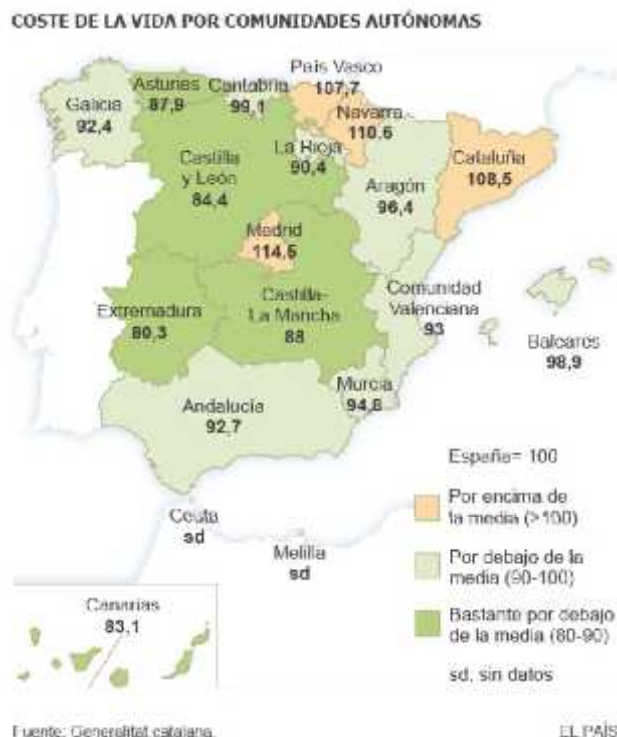 COSTE DE LA VIDA POR COMUNIDADES AUTÓNOMAS
País Vasco
107,7
Asturias
87,9
Cantabria
99,1
Galicia
92,4
Navarra
110,6
La Rioja
90,4
Castilla
y León
84,4
Cataluña
108,5
Aragón
96,4
Madrid
114,5
Comunidad
Valenciana
93
Extremadura
80,3
Castilla-
La Mancha
88
Baleares
98,9
Murcia
94,8
Andalucía
92,7
España= 100
Por encima de
la media (>100)
Ceuta
sd
Melilla
sd
Por debajo de la
media (90-100)
Canarias
83,1
Bastante por debajo
de la media (80-90)
sd. sin datos
Fuente: Generalitat catalana.
EL PAÍS